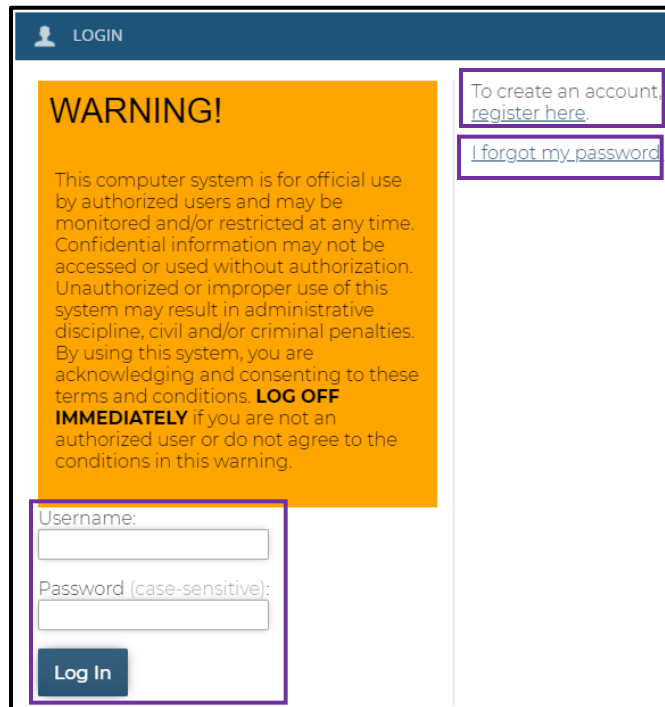 LOGIN
WARNING!
This computer system is for official use
by authorized users and may be
monitored and/or restricted at any time.
Confidential information may not be
accessed or used without authorization.
Unauthorized or improper use of this
system may result in administrative
discipline, civil and/or criminal penalties.
By using this system, you are
acknowledging and consenting to these
terms and conditions. LOG OFF
IMMEDIATELY if you are not an
authorized user or do not agree to the
conditions in this warning.
Username:
Password (case-sensitive):
Log In
To create an account,
register here.
I forgot my password